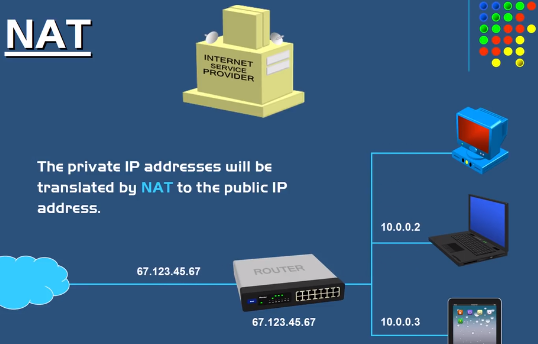 NAT
INTERNET
SERVICE
PROVIDER
The private IP addresses will be
translated by NAT to the public IP
address.
10.0.0.2
67.123.45.67
ROUTER
67.123.45.67
10.0.0.3